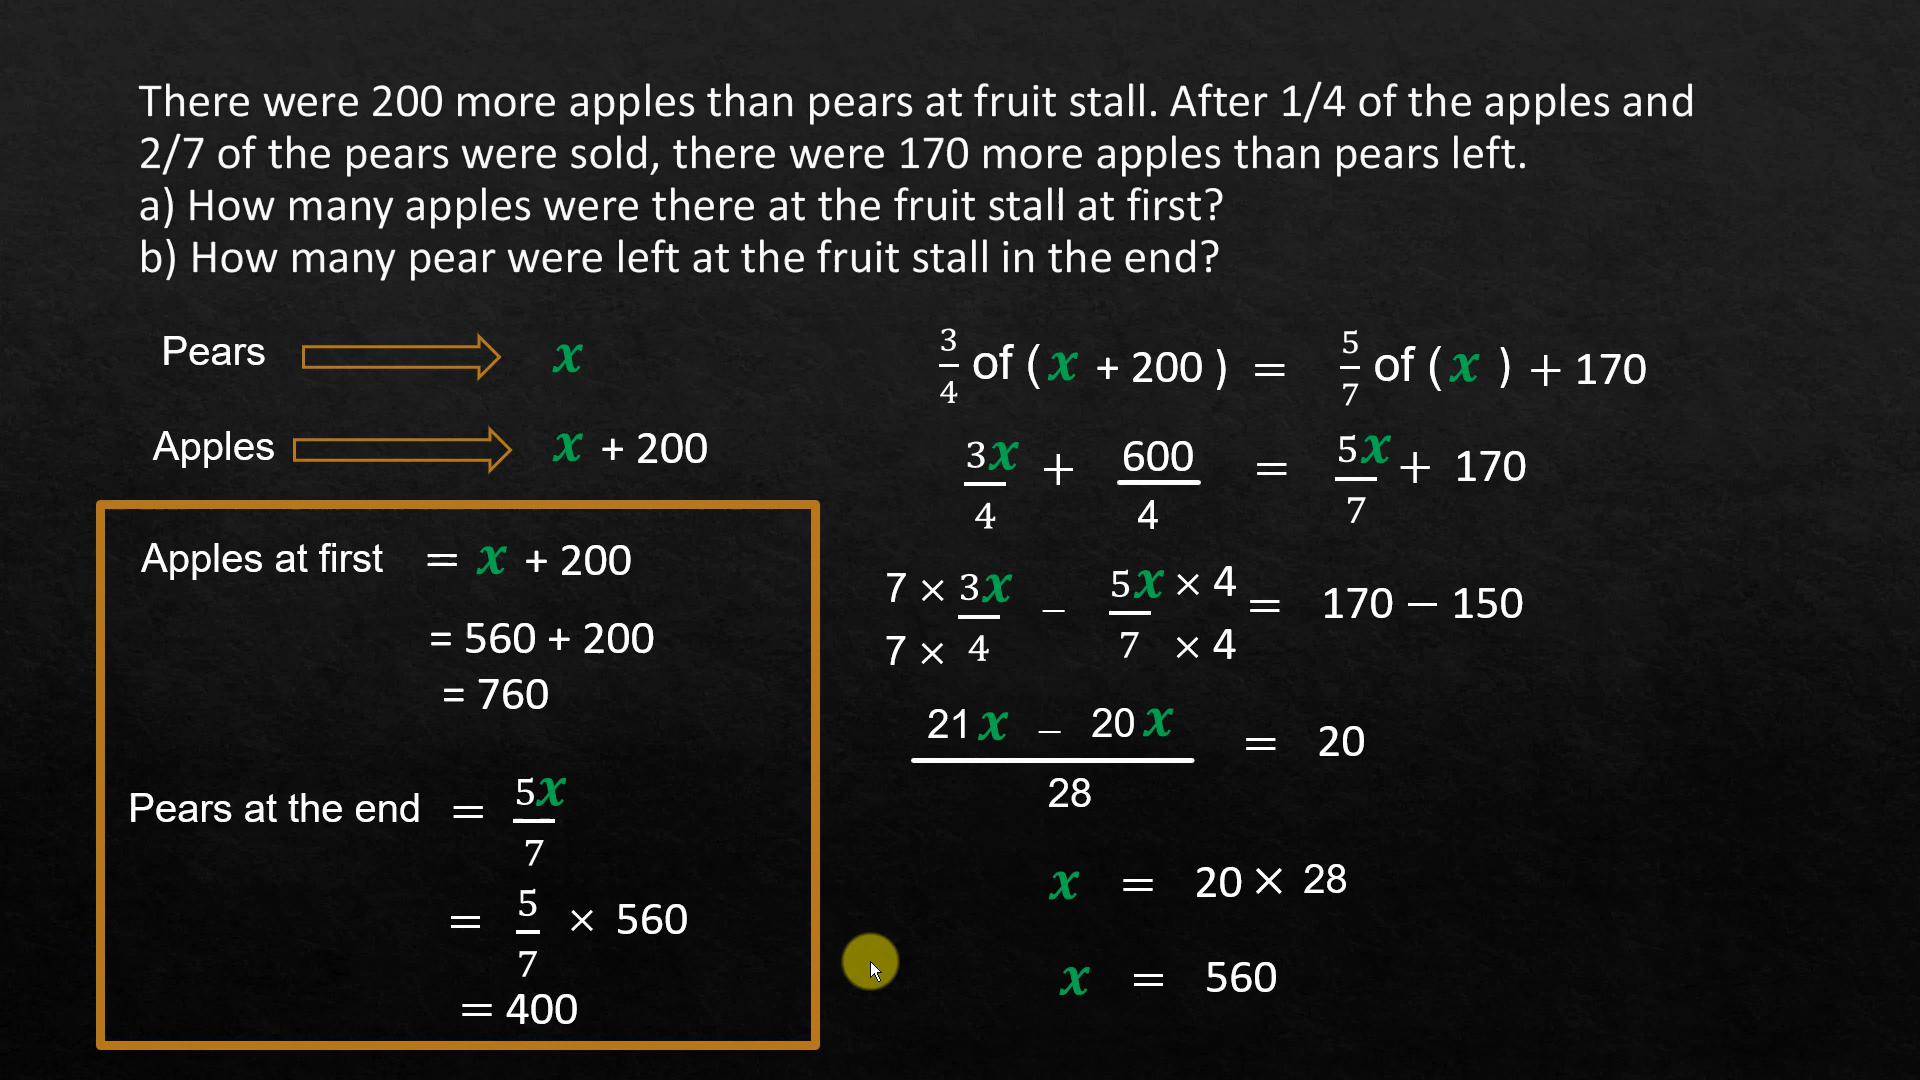 There were 200 more apples than pears at fruit stall. After 1/4 of the apples and
2/7 of the pears were sold, there were 170 more apples than pears left.
a) How many apples were there at the fruit stall at first?
b) How many pear were left at the fruit stall in the end?
Pears x
Apples x + 200
Apples at first = x + 200
= 560 + 200
= 760
Pears at the end = 5x/7
= 5/7 × 560
= 400
3/4 of ( x + 200 ) = 5/7 of ( x ) + 170
3x/4 + 600/4 = 5x/7 + 170
7 × 3x/7 × 4 – 5x × 4/7 × 4 = 170 – 150
21x – 20x/28 = 20
x = 20 × 28
x = 560